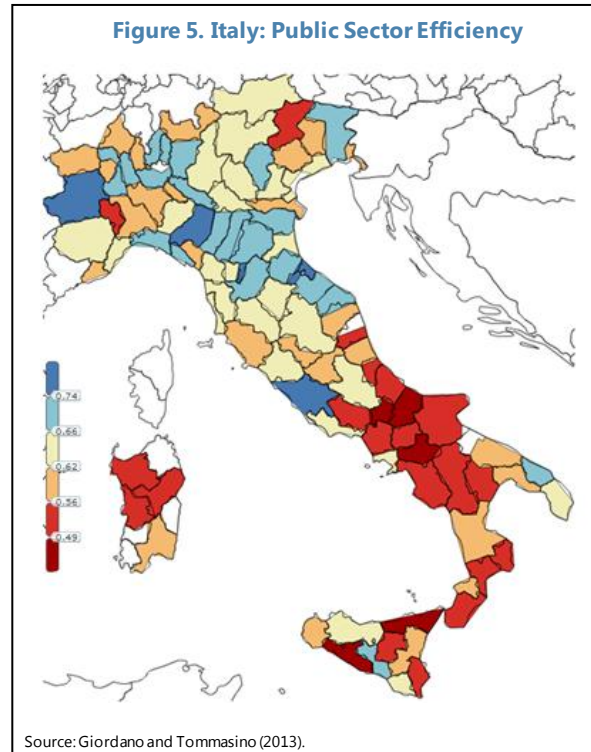 Figure 5. Italy: Public Sector Efficiency
0.74
0.66
0.62
0.56
0.49
Source: Giordano and Tommasino (2013).